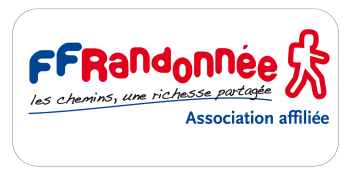 FFRandonnée
les chemins, une richesse partagée
Association affiliée